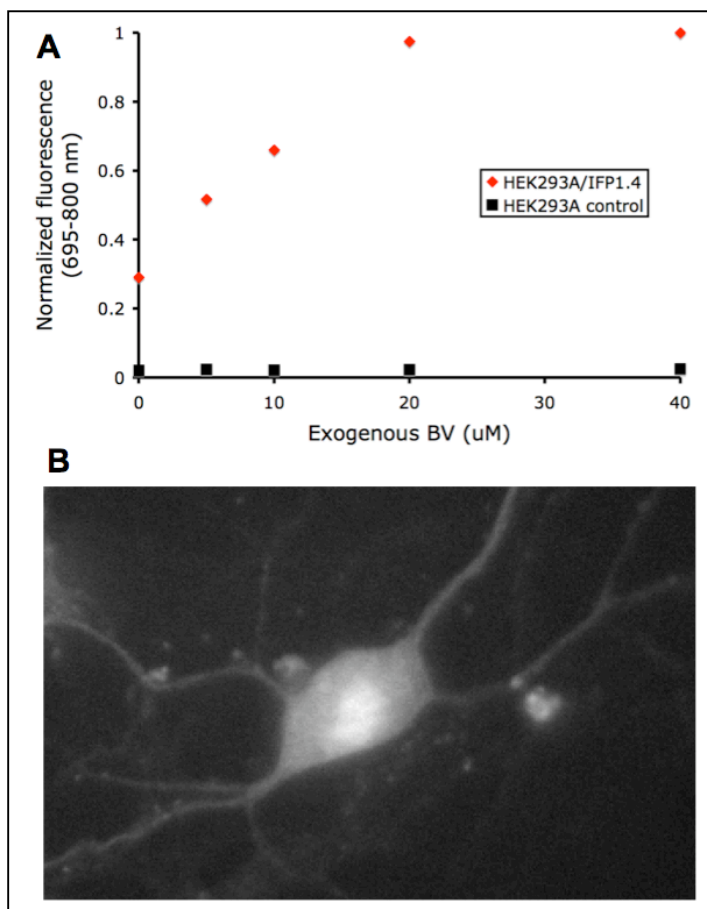 A
Normalized fluorescence
(695-800 nm)
1
0.8
0.6
0.4
0.2
0
HEK293A/IFP1.4
HEK293A control
0 10 20 30 40
Exogenous BV (uM)
B